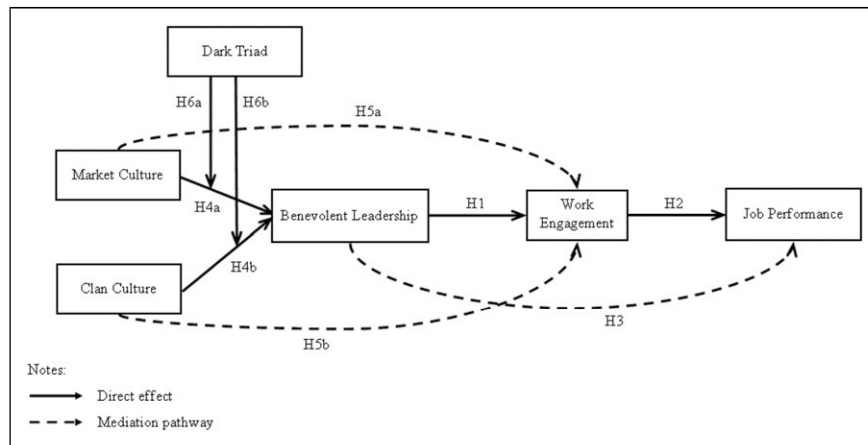 Dark Triad
H6a
H6b
H5a
Market Culture
H4a
Benevolent Leadership
H1
Work
Engagement
H2
Job Performance
H4b
Clan Culture
H5b
H3
Notes:
Direct effect
Mediation pathway